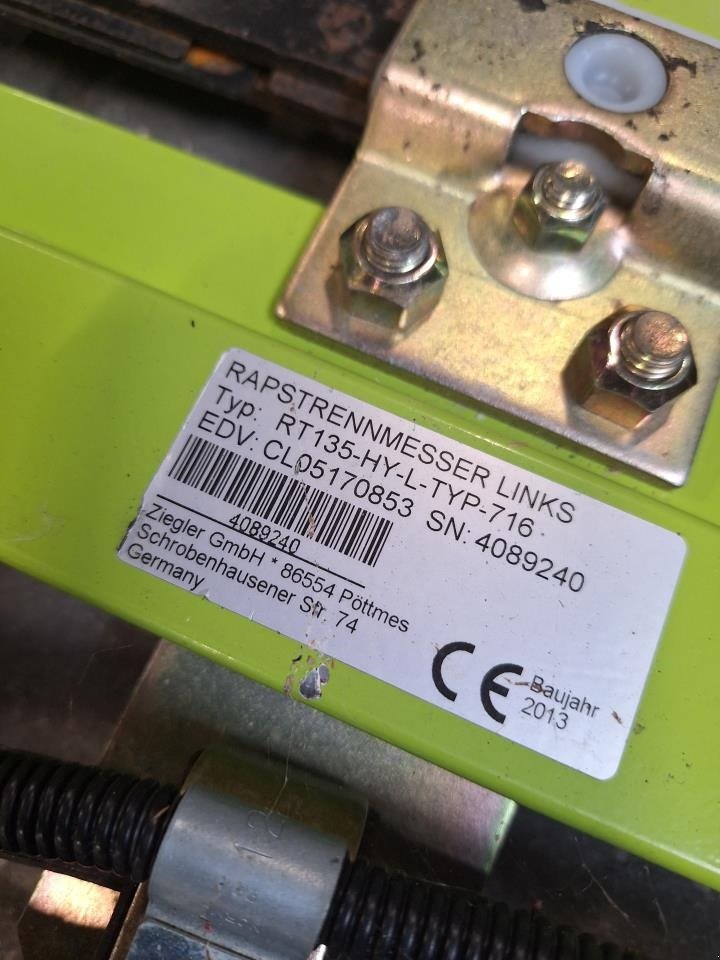 RAPSTRENNMESSER LINKS
Typ: RT135-HY-L-TYP-716
EDV: CL05170853 SN: 4089240
4089240
Ziegler GmbH * 86554 Pöttmes
Schrobenhausener Str. 74
Germany
CE
Baujahr
2013
12